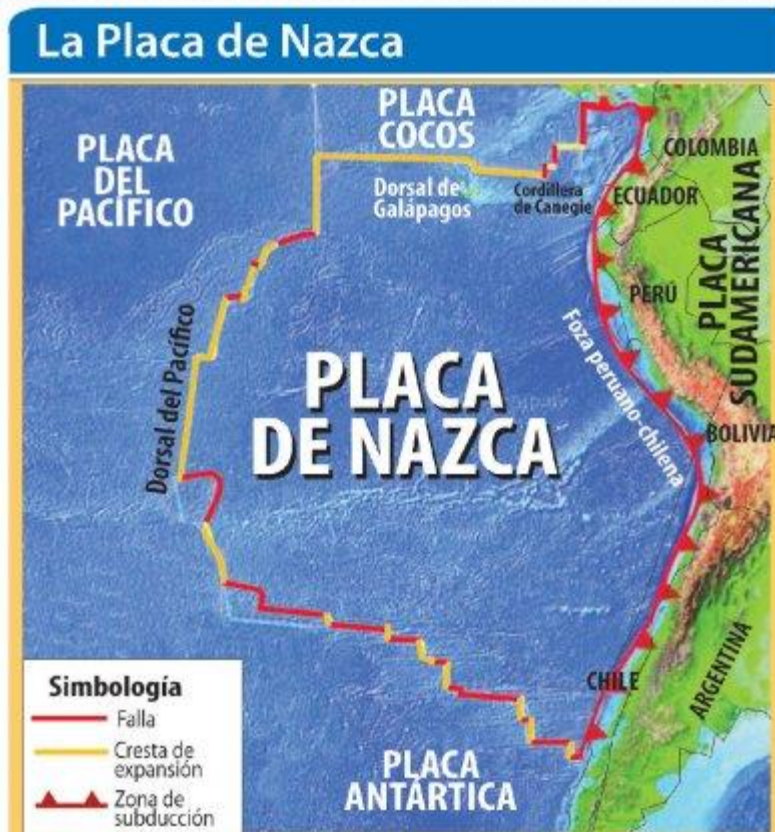 La Placa de Nazca
PLACA
COCOS
PLACA
DEL
PACÍFICO
COLOMBIA
Dorsal de
Galápagos
Cordillera
de Canegie
ECUADOR
PLACA
SUDAMERICANA
PERÚ
Dorsal del Pacífico
Foza peruano-chilena
PLACA
DE NAZCA
BOLIVIA
CHILE
ARGENTINA
PLACA
ANTÁRTICA
Simbología
Falla
Cresta de
expansión
Zona de
subducción